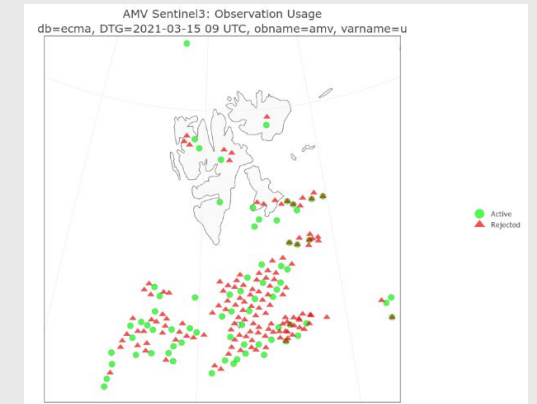 AMV Sentinel3: Observation Usage
db=ecma, DTG=2021-03-15 09 UTC, obname=amv, varname=u
Active
Rejected